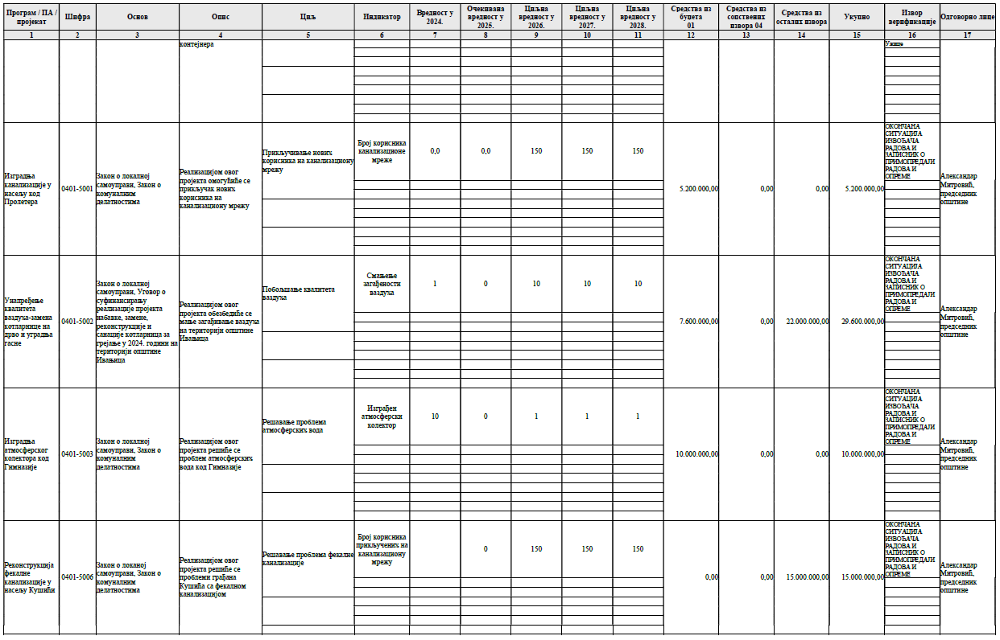 Програм / ПА / пројекат
Шифра
Основ
Опис
Циљ
Индикатор
Вредност у 2024.
Очекивана вредност у 2025.
Циљна вредност у 2026.
Циљна вредност у 2027.
Циљна вредност у 2028.
Средства из буџета 01
Средства из сопствених извора 04
Средства из осталих извора
Укупно
Извор верификације
Одговорно лице
1 2 3 4 5 6 7 8 9 10 11 12 13 14 15 16 17
контејнера
Ужице
Изградња
канализације у
насељу код
Пролетера
0401-5001
Закон о локалној
самоуправи, Закон о
комуналним
делатностима
Реализацијом овог
пројекта омогућиће се
прикључак нових
корисника на
канализациону мрежу
Прикључивање нових
корисника на канализациону
мрежу
Број корисника
канализационе
мреже
0,0 0,0 150 150 150
5.200.000,00 0,00 0,00 5.200.000,00
ОКОНЧАНА
СИТУАЦИЈА
ИЗВОЂАЧА
РАДОВА И
ЗАПИСНИК О
ПРИМОПРЕДАЈИ
РАДОВА И
ОПРЕМЕ
Александар
Митровић,
председник
општине
Унапређење
квалитета
ваздуха-замена
котларнице на
дрво и уградња
гасне
0401-5002
Закон о локалној
самоуправи, Уговор о
суфинансирању
реализације пројекта
набавке, замене,
реконструкције и
санације котларница за
грејање у 2024. години на
територији општине
Ивањица
Реализацијом овог
пројекта обезбедиће се
мање загађивање ваздуха
на територији општине
Ивањица
Побољшање квалитета
ваздуха
Смањење
загађености
ваздуха
1 0 10 10 10
7.600.000,00 0,00 22.000.000,00 29.600.000,00
ОКОНЧАНА
СИТУАЦИЈА
ИЗВОЂАЧА
РАДОВА И
ЗАПИСНИК О
ПРИМОПРЕДАЈИ
РАДОВА И
ОПРЕМЕ
Александар
Митровић,
председник
општине
Изградња
атмосферског
колектора код
Гимназије
0401-5003
Закон о локалној
самоуправи, Закон о
комуналним
делатностима
Реализацијом овог
пројекта решиће се
проблем атмосферских
вода код Гимназије
Решавање проблема
атмосферских вода
Изграђен
атмосферски
колектор
10 0 1 1 1
10.000.000,00 0,00 0,00 10.000.000,00
ОКОНЧАНА
СИТУАЦИЈА
ИЗВОЂАЧА
РАДОВА И
ЗАПИСНИК О
ПРИМОПРЕДАЈИ
РАДОВА И
ОПРЕМЕ
Александар
Митровић,
председник
општине
Реконструкција
фекалне
канализације у
насељу Кушићи
0401-5006
Закон о локаној
самоуправи, Закон о
комуналним
делатностима
Реализацијом овог
пројекта решиће се
проблеми грађана
Кушића са фекалном
канализацијом
Решавање проблема фекалне
канализације
Број корисника
прикључених на
канализациону
мрежу
0 150 150 150
0,00 0,00 15.000.000,00 15.000.000,00
ОКОНЧАНА
СИТУАЦИЈА
ИЗВОЂАЧА
РАДОВА И
ЗАПИСНИК О
ПРИМОПРЕДАЈИ
РАДОВА И
ОПРЕМЕ
Александар
Митровић,
председник
општине